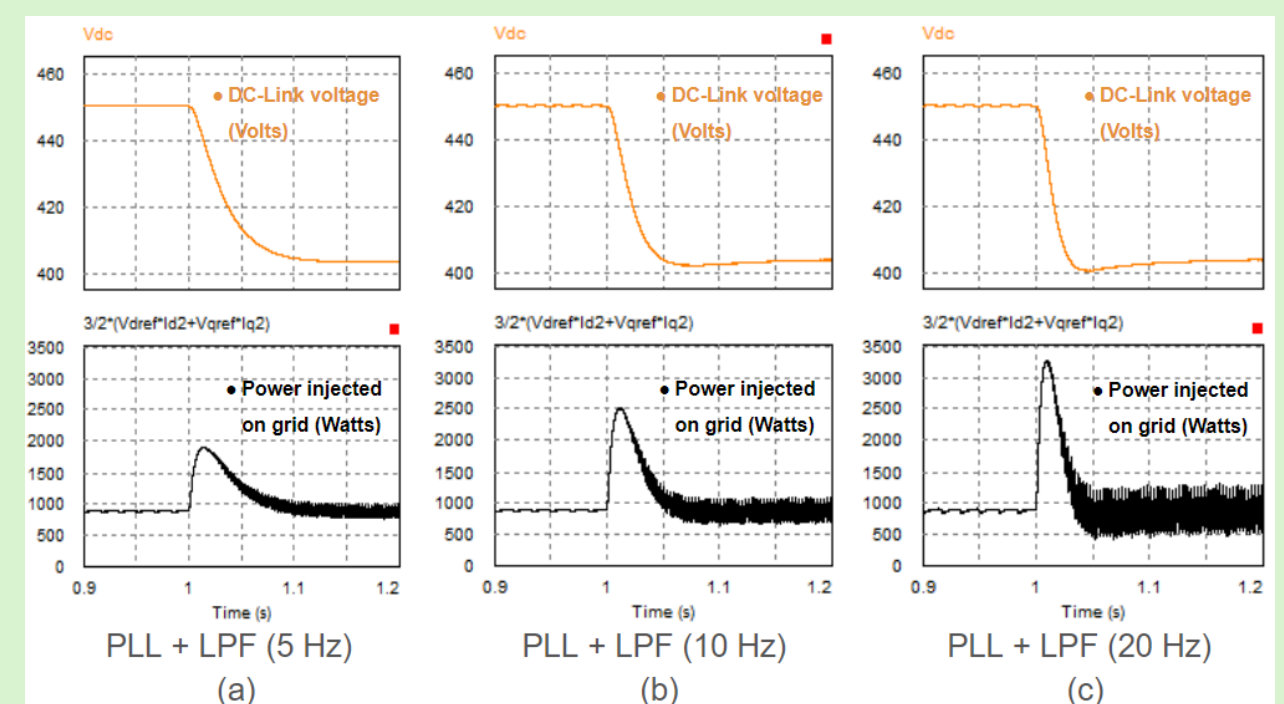 Vdc
460
440
420
400
● DC-Link voltage
(Volts)
3/2*(Vdref*Id2+Vqref*Iq2)
3500
3000
2500
2000
1500
1000
500
0
● Power injected
on grid (Watts)
0.9 1 1.1 1.2
Time (s)
PLL + LPF (5 Hz)
(a)
Vdc
460
440
420
400
● DC-Link voltage
(Volts)
3/2*(Vdref*Id2+Vqref*Iq2)
3500
3000
2500
2000
1500
1000
500
0
● Power injected
on grid (Watts)
0.9 1 1.1 1.2
Time (s)
PLL + LPF (10 Hz)
(b)
Vdc
460
440
420
400
● DC-Link voltage
(Volts)
3/2*(Vdref*Id2+Vqref*Iq2)
3500
3000
2500
2000
1500
1000
500
0
● Power injected
on grid (Watts)
0.9 1 1.1 1.2
Time (s)
PLL + LPF (20 Hz)
(c)